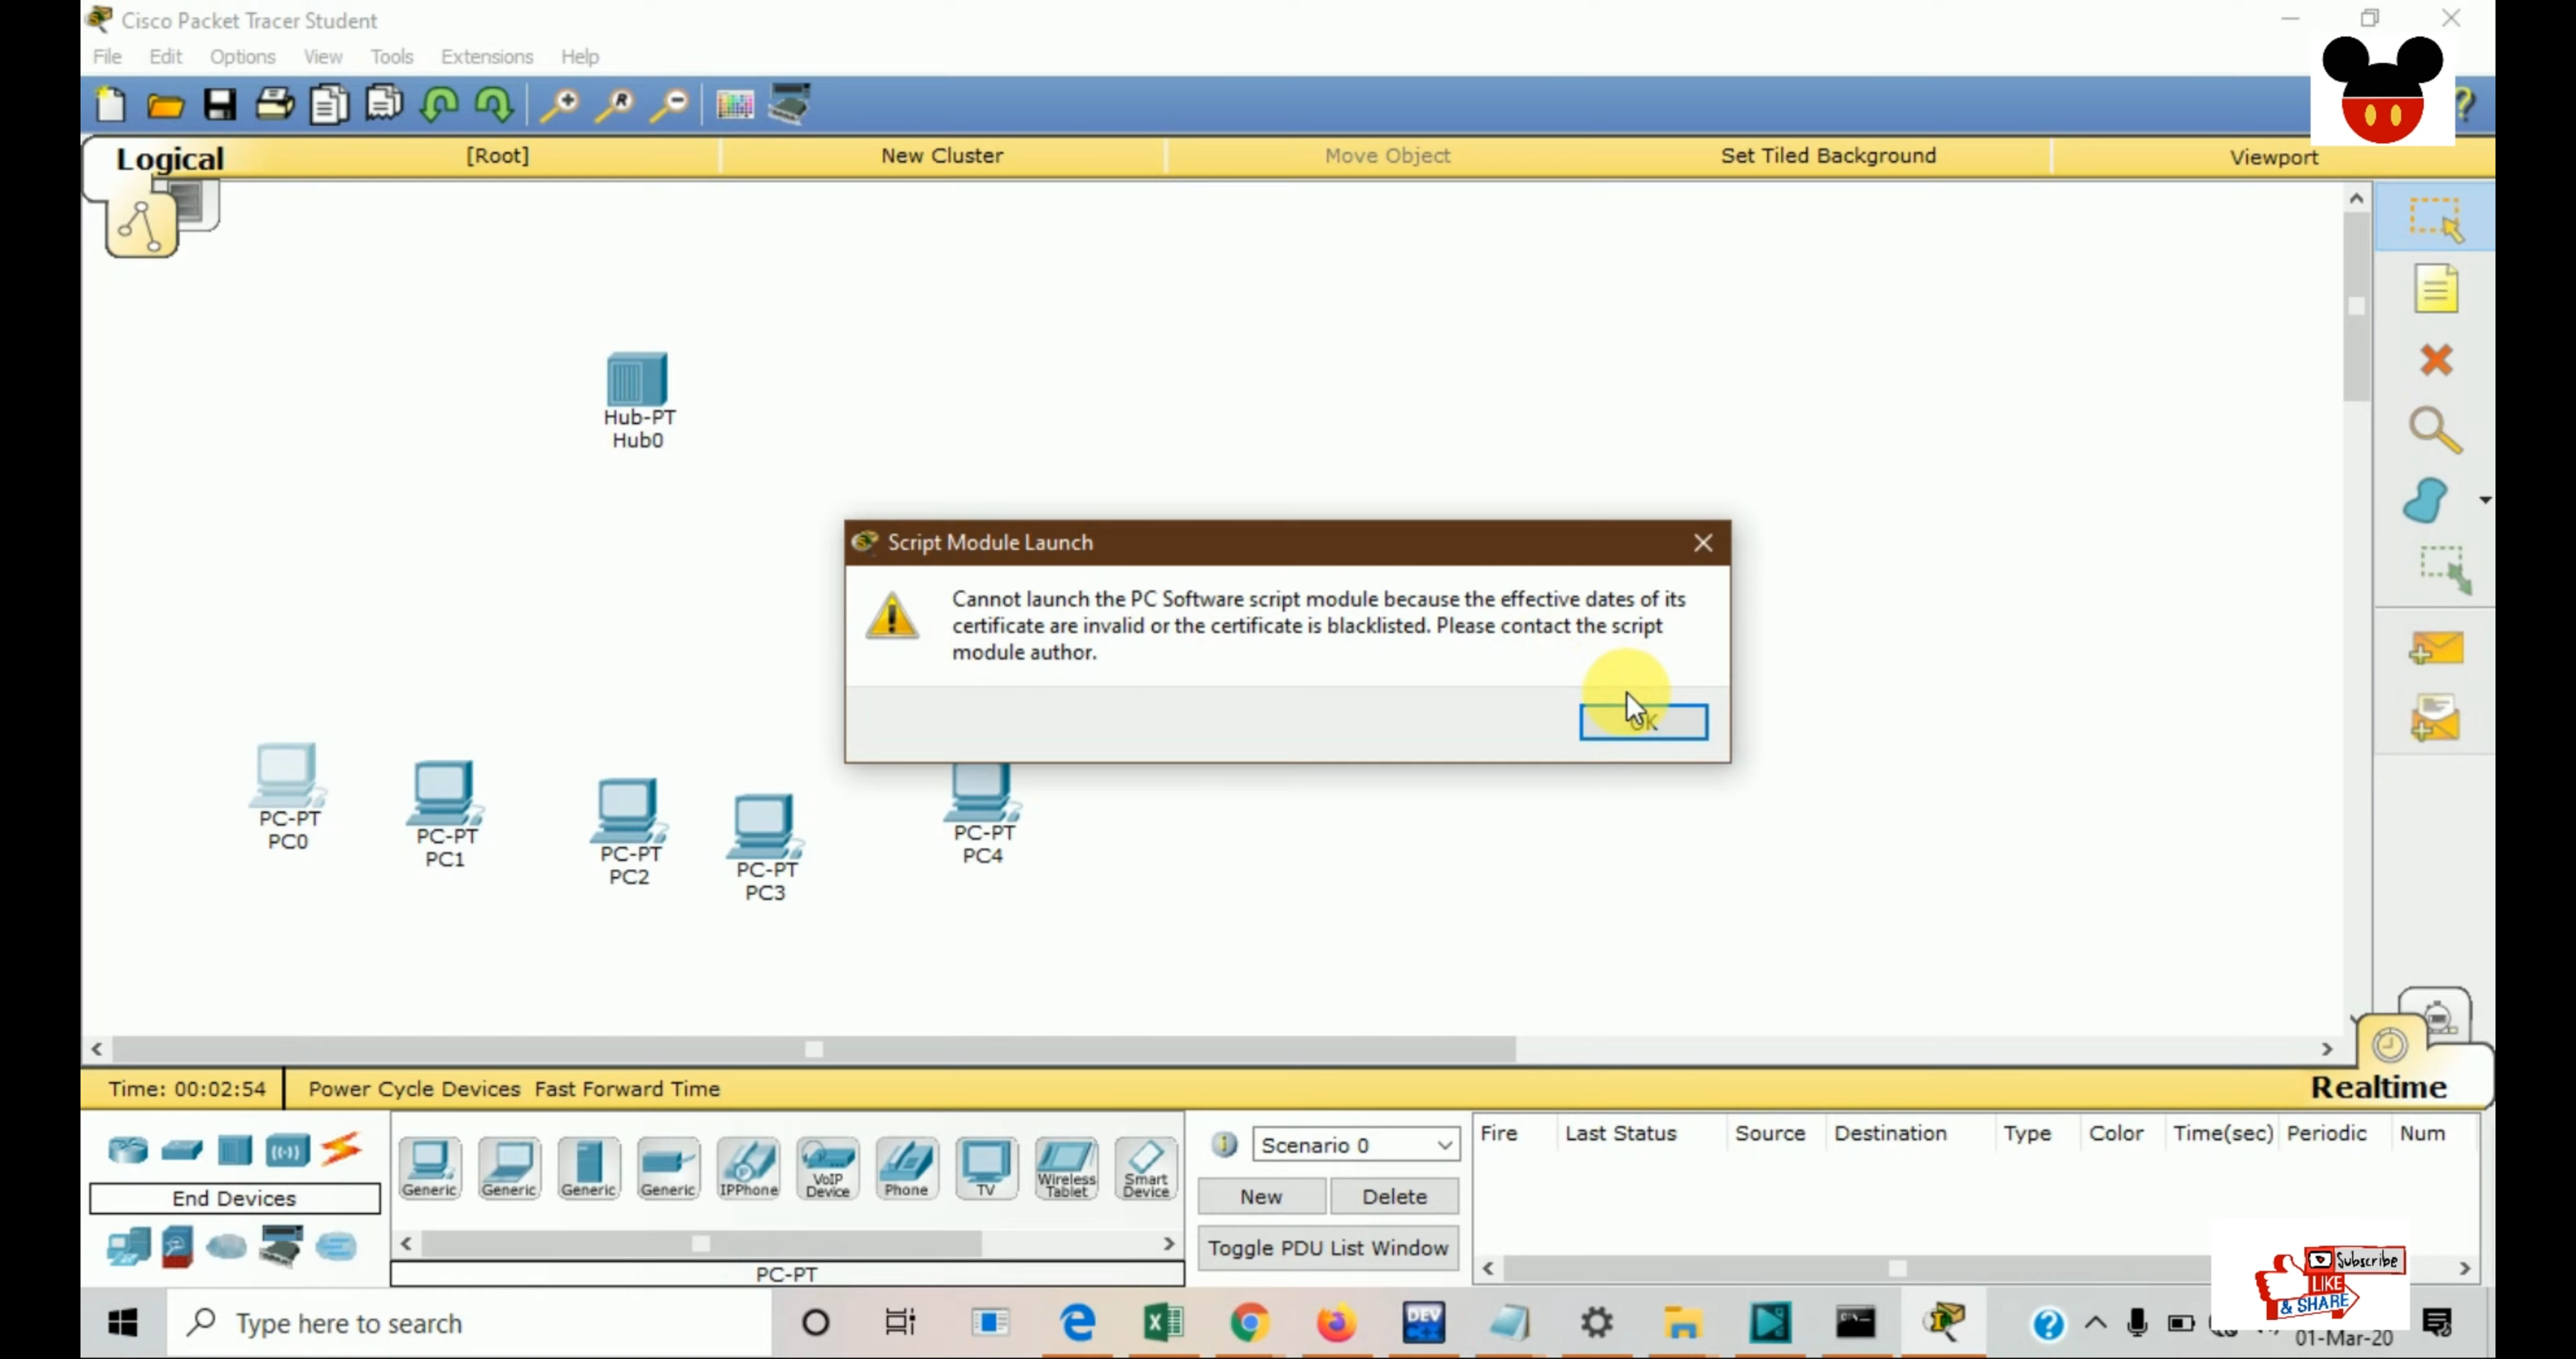 Cisco Packet Tracer Student
File Edit Options View Tools Extensions Help
Logical [Root] New Cluster Move Object Set Tiled Background Viewport
Hub-PT
Hub0
Script Module Launch
Cannot launch the PC Software script module because the effective dates of its
certificate are invalid or the certificate is blacklisted. Please contact the script
module author.
OK
PC-PT
PC0
PC-PT
PC1
PC-PT
PC2
PC-PT
PC3
PC-PT
PC4
Time: 00:02:54 Power Cycle Devices Fast Forward Time
Realtime
End Devices
Generic
Generic
Generic
Generic
IPPhone
VoIP
Device
Phone
TV
Wireless
Tablet
Smart
Device
PC-PT
Scenario 0
New Delete
Toggle PDU List Window
Fire Last Status Source Destination Type Color Time(sec) Periodic Num
Subscribe
LIKE
& SHARE
Type here to search
DEV
01-Mar-20